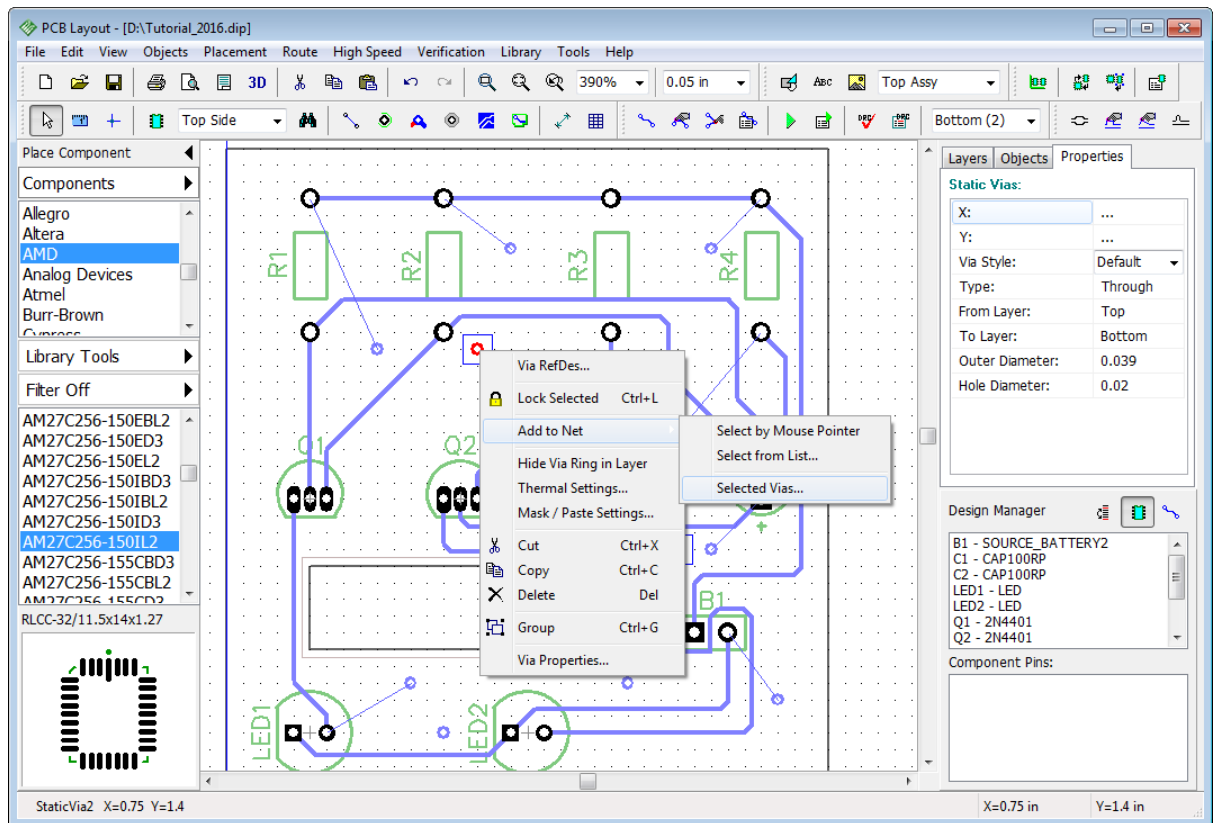 PCB Layout - [D:\Tutorial_2016.dip]
File Edit View Objects Placement Route High Speed Verification Library Tools Help
3D 390% 0.05 in ABC Top Assy
Top Side DRC DRC Bottom (2)
Place Component
Components
Allegro
Altera
AMD
Analog Devices
Atmel
Burr-Brown
Cypress
Library Tools
Filter Off
AM27C256-150EBL2
AM27C256-150ED3
AM27C256-150EL2
AM27C256-150IBD3
AM27C256-150IBL2
AM27C256-150ID3
AM27C256-150IL2
AM27C256-155CBD3
AM27C256-155CBL2
AM27C256-155CD3
RLCC-32/11.5x14x1.27
R1 R2 R3 R4
Q1 Q2
+
B1
LED1 LED2
Via RefDes...
Lock Selected Ctrl+L
Add to Net
Hide Via Ring in Layer
Thermal Settings...
Mask / Paste Settings...
Cut Ctrl+X
Copy Ctrl+C
Delete Del
Group Ctrl+G
Via Properties...
Select by Mouse Pointer
Select from List...
Selected Vias...
Layers Objects Properties
Static Vias:
X: ...
Y: ...
Via Style: Default
Type: Through
From Layer: Top
To Layer: Bottom
Outer Diameter: 0.039
Hole Diameter: 0.02
Design Manager
B1 - SOURCE_BATTERY2
C1 - CAP100RP
C2 - CAP100RP
LED1 - LED
LED2 - LED
Q1 - 2N4401
Q2 - 2N4401
Component Pins:
StaticVia2 X=0.75 Y=1.4
X=0.75 in Y=1.4 in